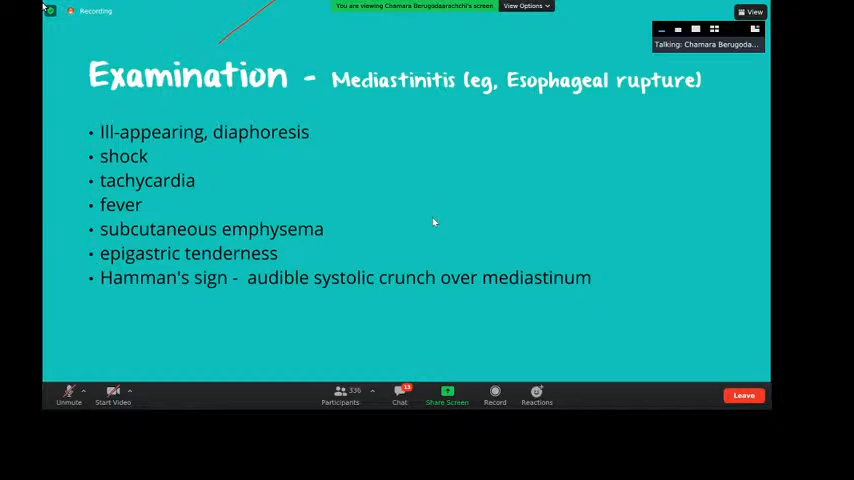 Recording
You are viewing Chamara Berugodaarachchi's screen
View Options
View
Talking: Chamara Berugoda...
Examination - Mediastinitis (eg, Esophageal rupture)
• Ill-appearing, diaphoresis
• shock
• tachycardia
• fever
• subcutaneous emphysema
• epigastric tenderness
• Hamman's sign - audible systolic crunch over mediastinum
Unmute
Start Video
336
Participants
13
Chat
Share Screen
Record
Reactions
Leave